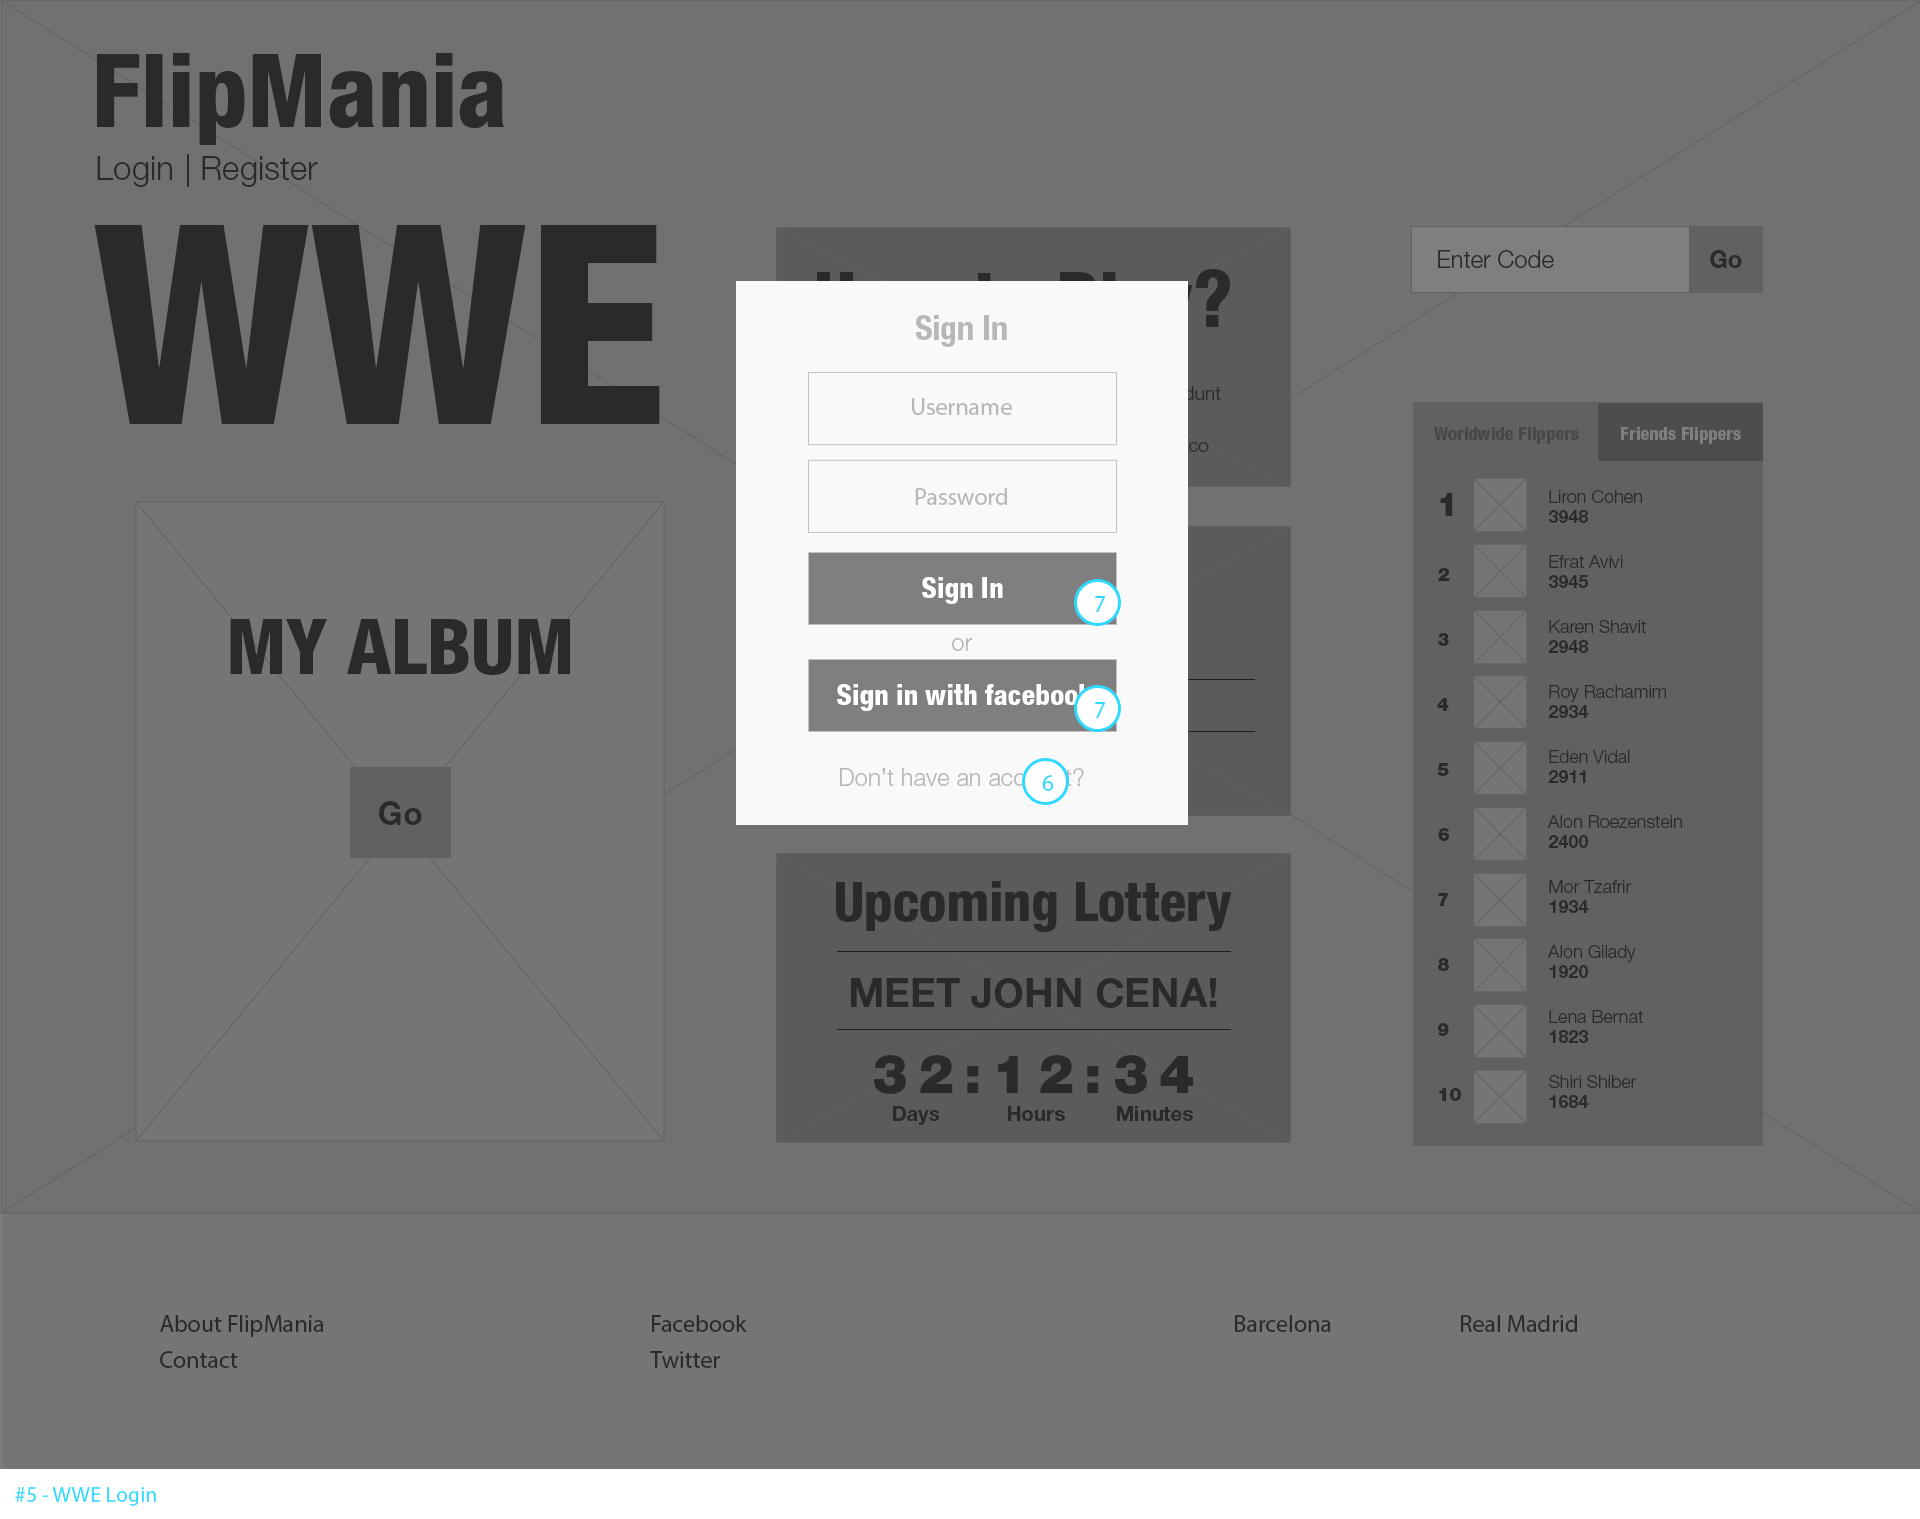 FlipMania
Login | Register
WWE
MY ALBUM
Go
?
dunt
co
Sign In
Username
Password
Sign In
7
or
Sign in with facebook
7
Don't have an account?
6
Upcoming Lottery
MEET JOHN CENA!
32:12:34
Days Hours Minutes
Enter Code Go
Worldwide Flippers Friends Flippers
1 Liron Cohen
3948
2 Efrat Avivi
3945
3 Karen Shavit
2948
4 Roy Rachamim
2934
5 Eden Vidal
2911
6 Alon Roezenstein
2400
7 Mor Tzafrir
1934
8 Alon Gilady
1920
9 Lena Bernat
1823
10 Shiri Shiber
1684
About FlipMania
Contact
Facebook
Twitter
Barcelona
Real Madrid
#5 - WWE Login